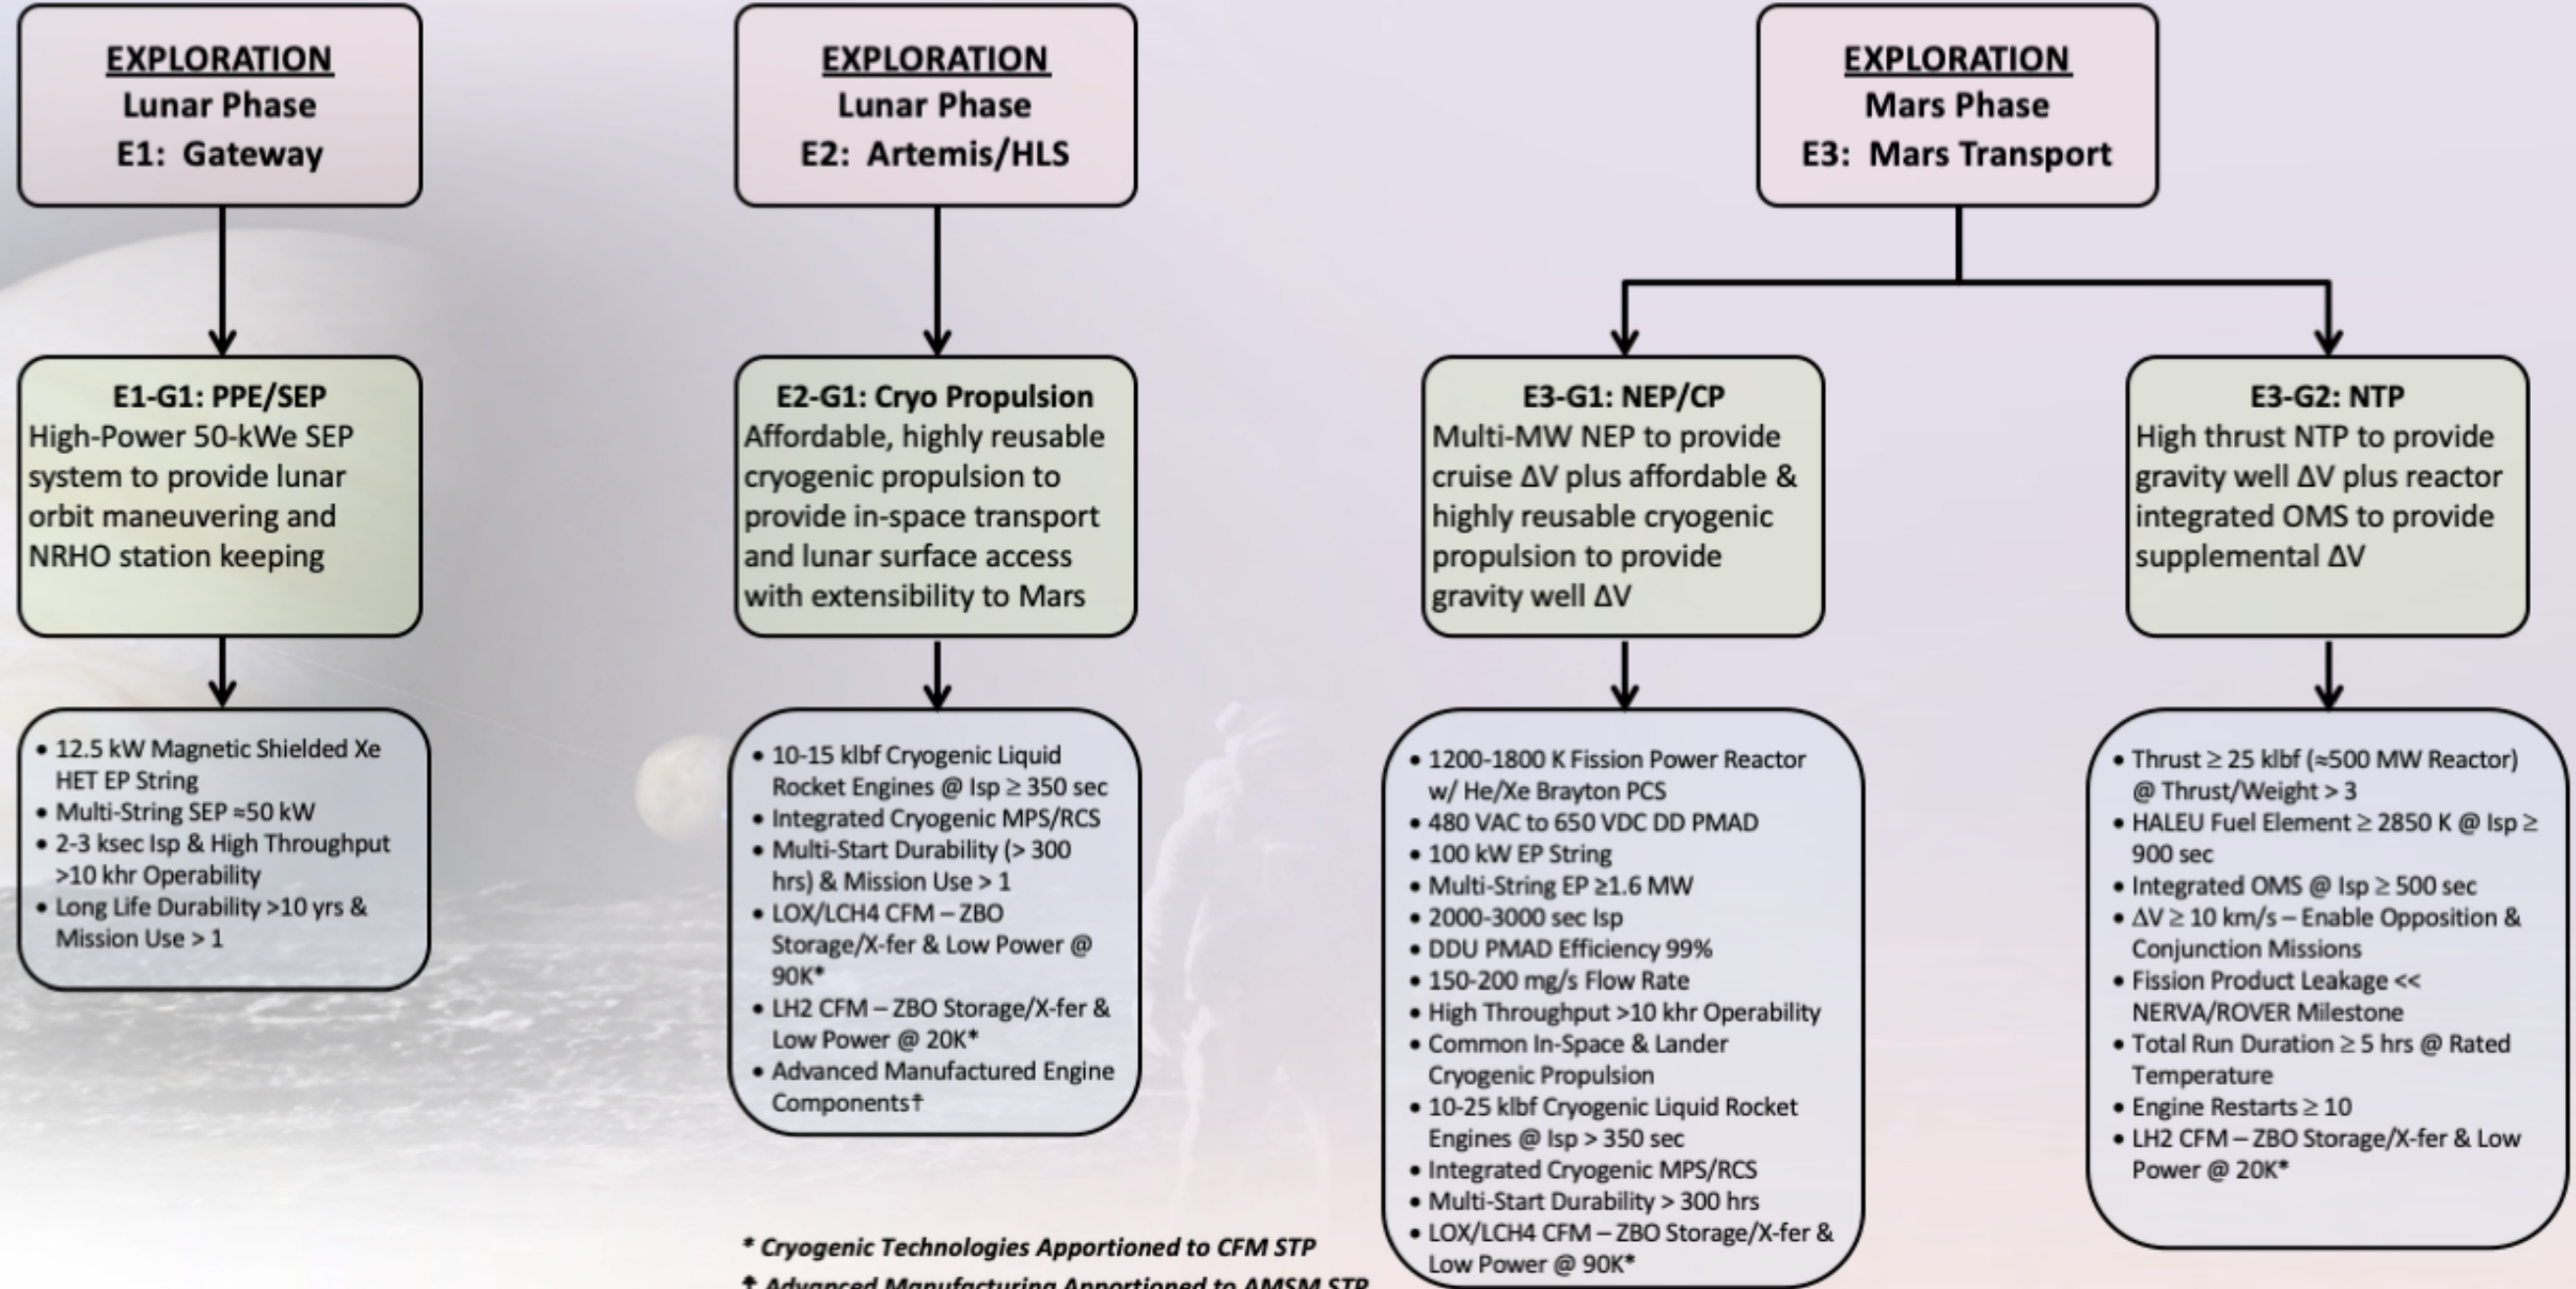 EXPLORATION
Lunar Phase
E1: Gateway
E1-G1: PPE/SEP
High-Power 50-kWe SEP
system to provide lunar
orbit maneuvering and
NRHO station keeping
• 12.5 kW Magnetic Shielded Xe
HET EP String
• Multi-String SEP ≈50 kW
• 2-3 ksec Isp & High Throughput
>10 khr Operability
• Long Life Durability >10 yrs &
Mission Use > 1
EXPLORATION
Lunar Phase
E2: Artemis/HLS
E2-G1: Cryo Propulsion
Affordable, highly reusable
cryogenic propulsion to
provide in-space transport
and lunar surface access
with extensibility to Mars
• 10-15 klbf Cryogenic Liquid
Rocket Engines @ Isp ≥ 350 sec
• Integrated Cryogenic MPS/RCS
• Multi-Start Durability (> 300
hrs) & Mission Use > 1
• LOX/LCH4 CFM – ZBO
Storage/X-fer & Low Power @
90K*
• LH2 CFM – ZBO Storage/X-fer &
Low Power @ 20K*
• Advanced Manufactured Engine
Components☨
EXPLORATION
Mars Phase
E3: Mars Transport
E3-G1: NEP/CP
Multi-MW NEP to provide
cruise ΔV plus affordable &
highly reusable cryogenic
propulsion to provide
gravity well ΔV
• 1200-1800 K Fission Power Reactor
w/ He/Xe Brayton PCS
• 480 VAC to 650 VDC DD PMAD
• 100 kW EP String
• Multi-String EP ≥1.6 MW
• 2000-3000 sec Isp
• DDU PMAD Efficiency 99%
• 150-200 mg/s Flow Rate
• High Throughput >10 khr Operability
• Common In-Space & Lander
Cryogenic Propulsion
• 10-25 klbf Cryogenic Liquid Rocket
Engines @ Isp > 350 sec
• Integrated Cryogenic MPS/RCS
• Multi-Start Durability > 300 hrs
• LOX/LCH4 CFM – ZBO Storage/X-fer &
Low Power @ 90K*
E3-G2: NTP
High thrust NTP to provide
gravity well ΔV plus reactor
integrated OMS to provide
supplemental ΔV
• Thrust ≥ 25 klbf (≈500 MW Reactor)
@ Thrust/Weight > 3
• HALEU Fuel Element ≥ 2850 K @ Isp ≥
900 sec
• Integrated OMS @ Isp ≥ 500 sec
• ΔV ≥ 10 km/s – Enable Opposition &
Conjunction Missions
• Fission Product Leakage <<
NERVA/ROVER Milestone
• Total Run Duration ≥ 5 hrs @ Rated
Temperature
• Engine Restarts ≥ 10
• LH2 CFM – ZBO Storage/X-fer & Low
Power @ 20K*
* Cryogenic Technologies Apportioned to CFM STP
☨ Advanced Manufacturing Apportioned to AMSM STP